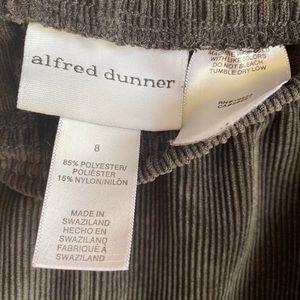 alfred dunner
8
85% POLYESTER/
POLIÉSTER
15% NYLON/NILÓN
MADE IN
SWAZILAND
HECHO EN
SWAZILAND
FABRIQUÉ À
SWAZILAND
WITH LIKE COLORS
DO NOT BLEACH
TUMBLE DRY LOW